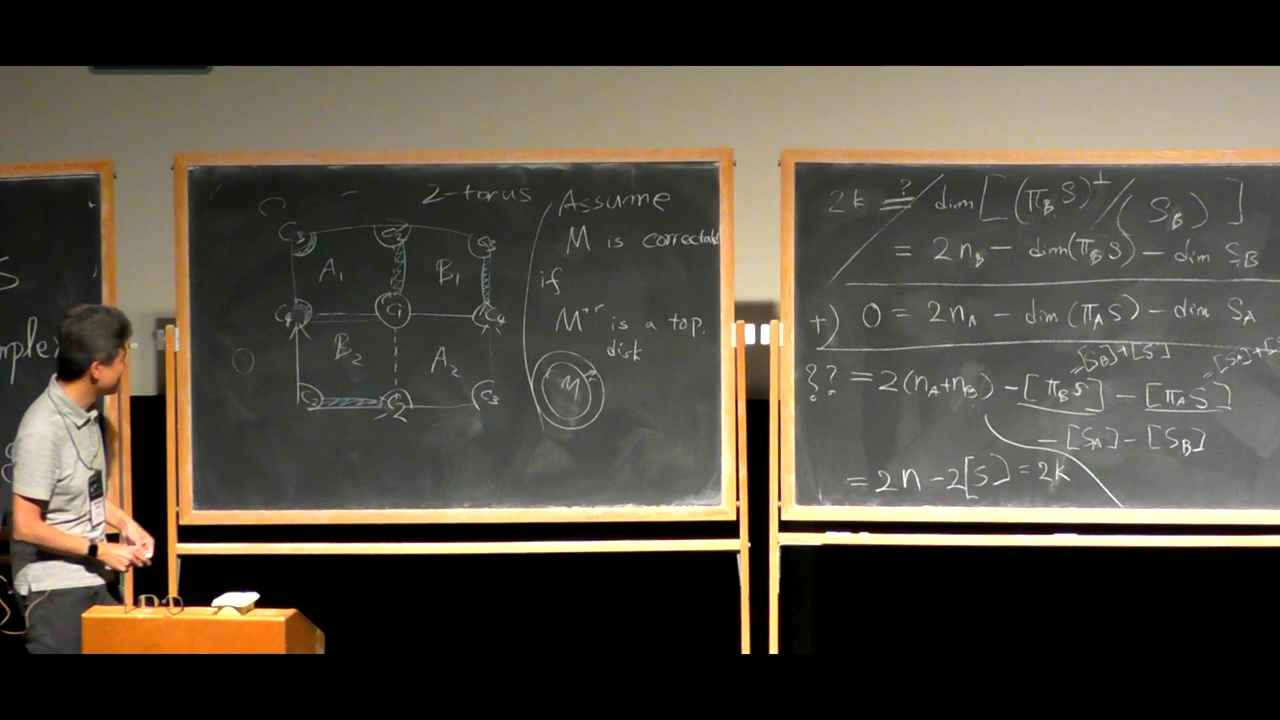 S
mple
2-torus
C₃ C₂ C₃
A₁ B₁
C₄ C₁ C₄
B₂ A₂
C₃ C₂ C₃
Assume
M is correctab
if
M⁺ʳ is a top.
disk
M r
2k ≟ dim[(π_B S)^⊥ / (S_B)]
= 2n_B − dim(π_B S) − dim S_B
+) 0 = 2n_A − dim(π_A S) − dim S_A
=[S_B]+[S] =[S_A]+[S
?? = 2(n_A+n_B) − [π_B S] − [π_A S]
− [S_A] − [S_B]
= 2n − 2[S] = 2k